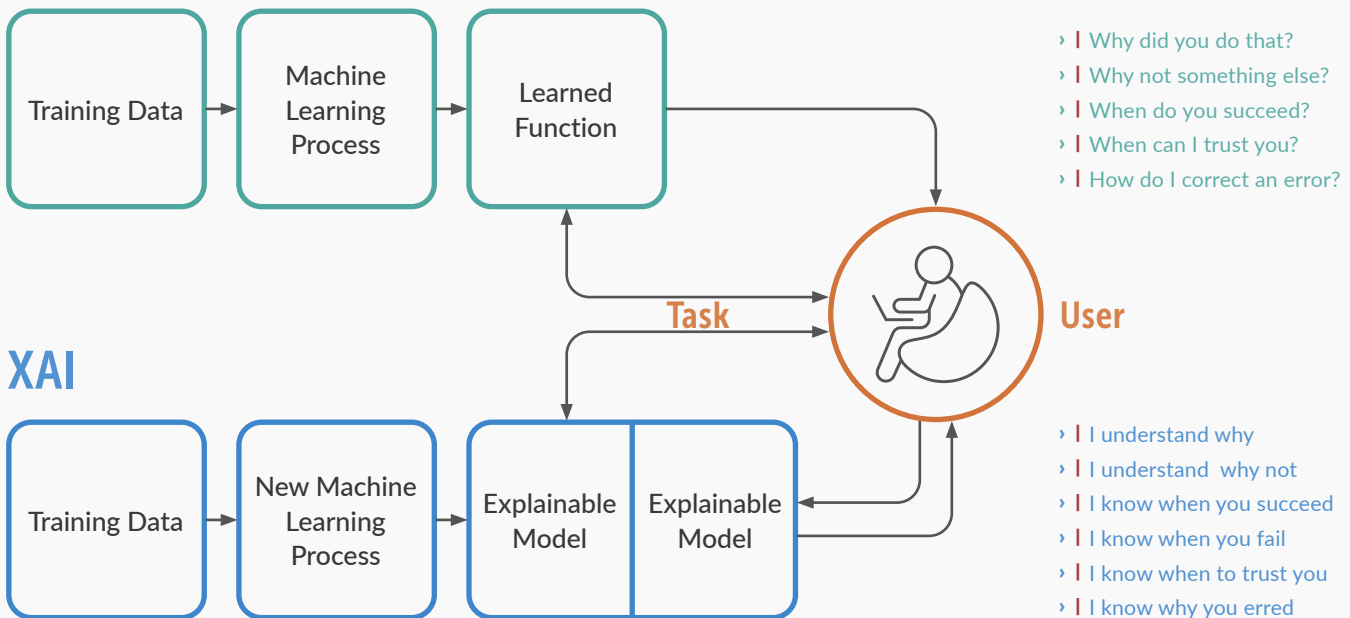 Training Data
Machine
Learning
Process
Learned
Function
› | Why did you do that?
› | Why not something else?
› | When do you succeed?
› | When can I trust you?
› | How do I correct an error?
Task
User
XAI
Training Data
New Machine
Learning
Process
Explainable
Model
Explainable
Model
› | I understand why
› | I understand  why not
› | I know when you succeed
› | I know when you fail
› | I know when to trust you
› | I know why you erred